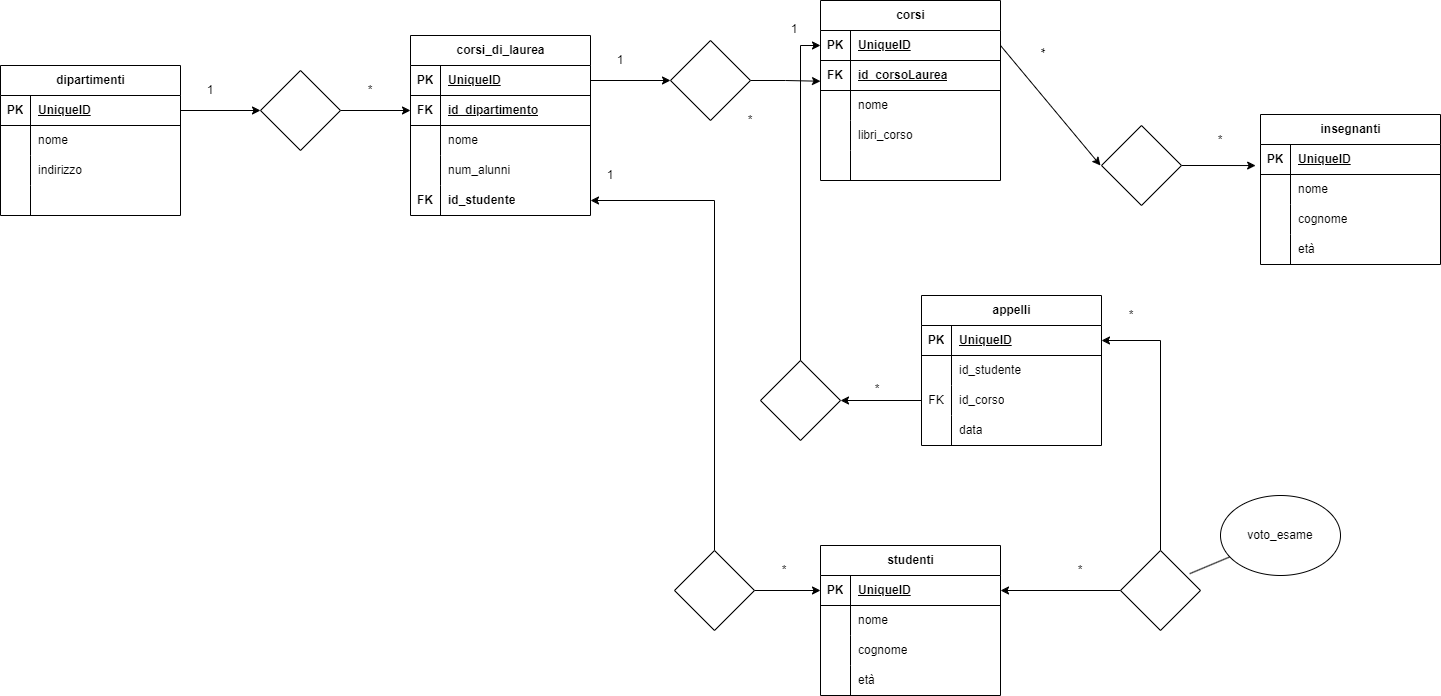 dipartimenti
PK UniqueID
nome
indirizzo
1
*
corsi_di_laurea
PK UniqueID
FK id_dipartimento
nome
num_alunni
FK id_studente
1
*
1
corsi
PK UniqueID
FK id_corsoLaurea
nome
libri_corso
1
*
*
insegnanti
PK UniqueID
nome
cognome
età
appelli
PK UniqueID
id_studente
FK id_corso
data
*
*
studenti
PK UniqueID
nome
cognome
età
*
*
voto_esame